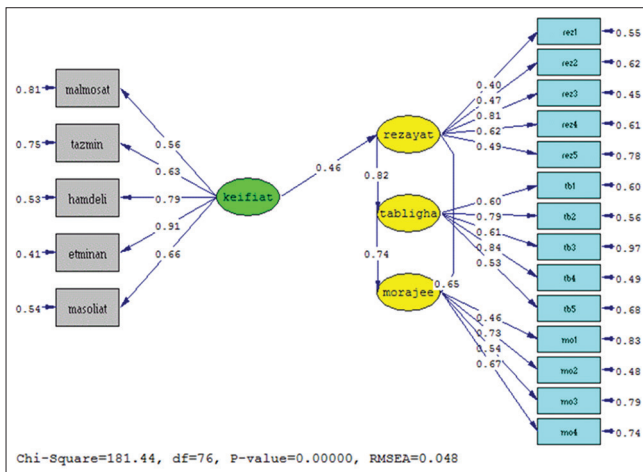 0.81 malmosat
0.75 tazmin
0.53 hamdeli
0.41 etminan
0.54 masoliat
0.56
0.63
0.79
0.91
0.66
keifiat
0.46
rezayat
0.82
tabligha
0.74
morajee
0.65
0.40
0.47
0.81
0.62
0.49
0.60
0.79
0.61
0.84
0.53
0.46
0.73
0.54
0.67
rez1 0.55
rez2 0.62
rez3 0.45
rez4 0.61
rez5 0.78
tb1 0.60
tb2 0.56
tb3 0.97
tb4 0.49
tb5 0.68
mo1 0.83
mo2 0.48
mo3 0.79
mo4 0.74
Chi-Square=181.44, df=76, P-value=0.00000, RMSEA=0.048